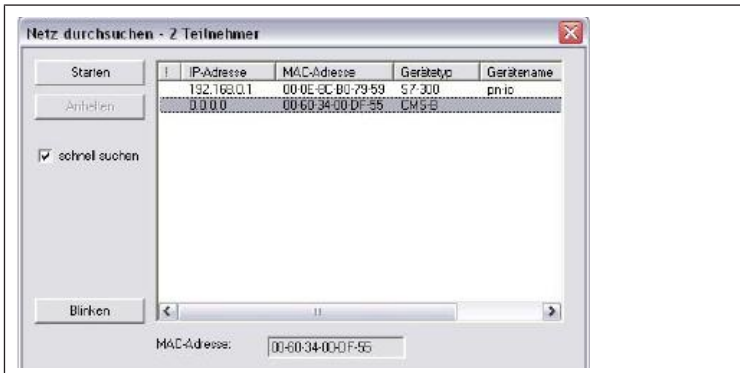 Netz durchsuchen - 2 Teilnehmer
Starten
Anhalten
schnell suchen
Blinken
! IP-Adresse MAC-Adresse Gerätetyp Gerätename
192.168.0.1 00-0E-8C-B0-79-59 S7-300 pn-io
0.0.0.0 00-60-34-00-DF-55 CMS-B
MAC-Adresse: 00-60-34-00-DF-55